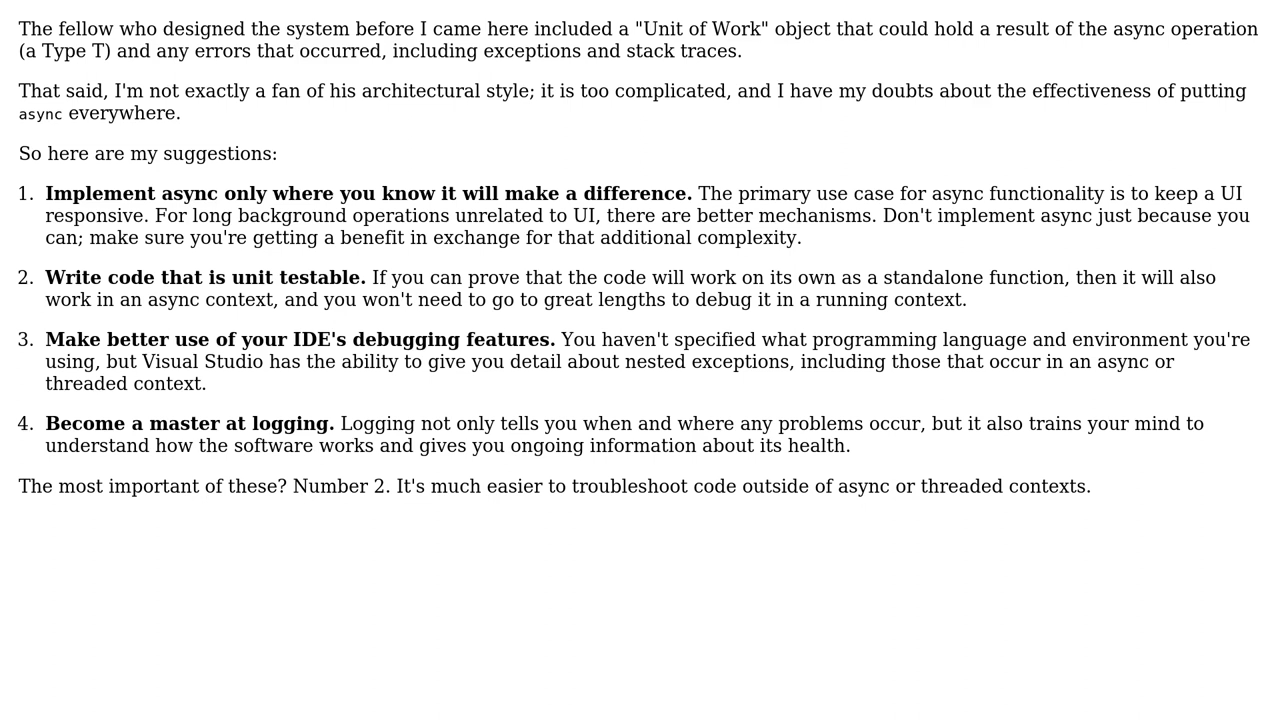 The fellow who designed the system before I came here included a "Unit of Work" object that could hold a result of the async operation
(a Type T) and any errors that occurred, including exceptions and stack traces.
That said, I'm not exactly a fan of his architectural style; it is too complicated, and I have my doubts about the effectiveness of putting
async everywhere.
So here are my suggestions:
1. Implement async only where you know it will make a difference. The primary use case for async functionality is to keep a UI
responsive. For long background operations unrelated to UI, there are better mechanisms. Don't implement async just because you
can; make sure you're getting a benefit in exchange for that additional complexity.
2. Write code that is unit testable. If you can prove that the code will work on its own as a standalone function, then it will also
work in an async context, and you won't need to go to great lengths to debug it in a running context.
3. Make better use of your IDE's debugging features. You haven't specified what programming language and environment you're
using, but Visual Studio has the ability to give you detail about nested exceptions, including those that occur in an async or
threaded context.
4. Become a master at logging. Logging not only tells you when and where any problems occur, but it also trains your mind to
understand how the software works and gives you ongoing information about its health.
The most important of these? Number 2. It's much easier to troubleshoot code outside of async or threaded contexts.